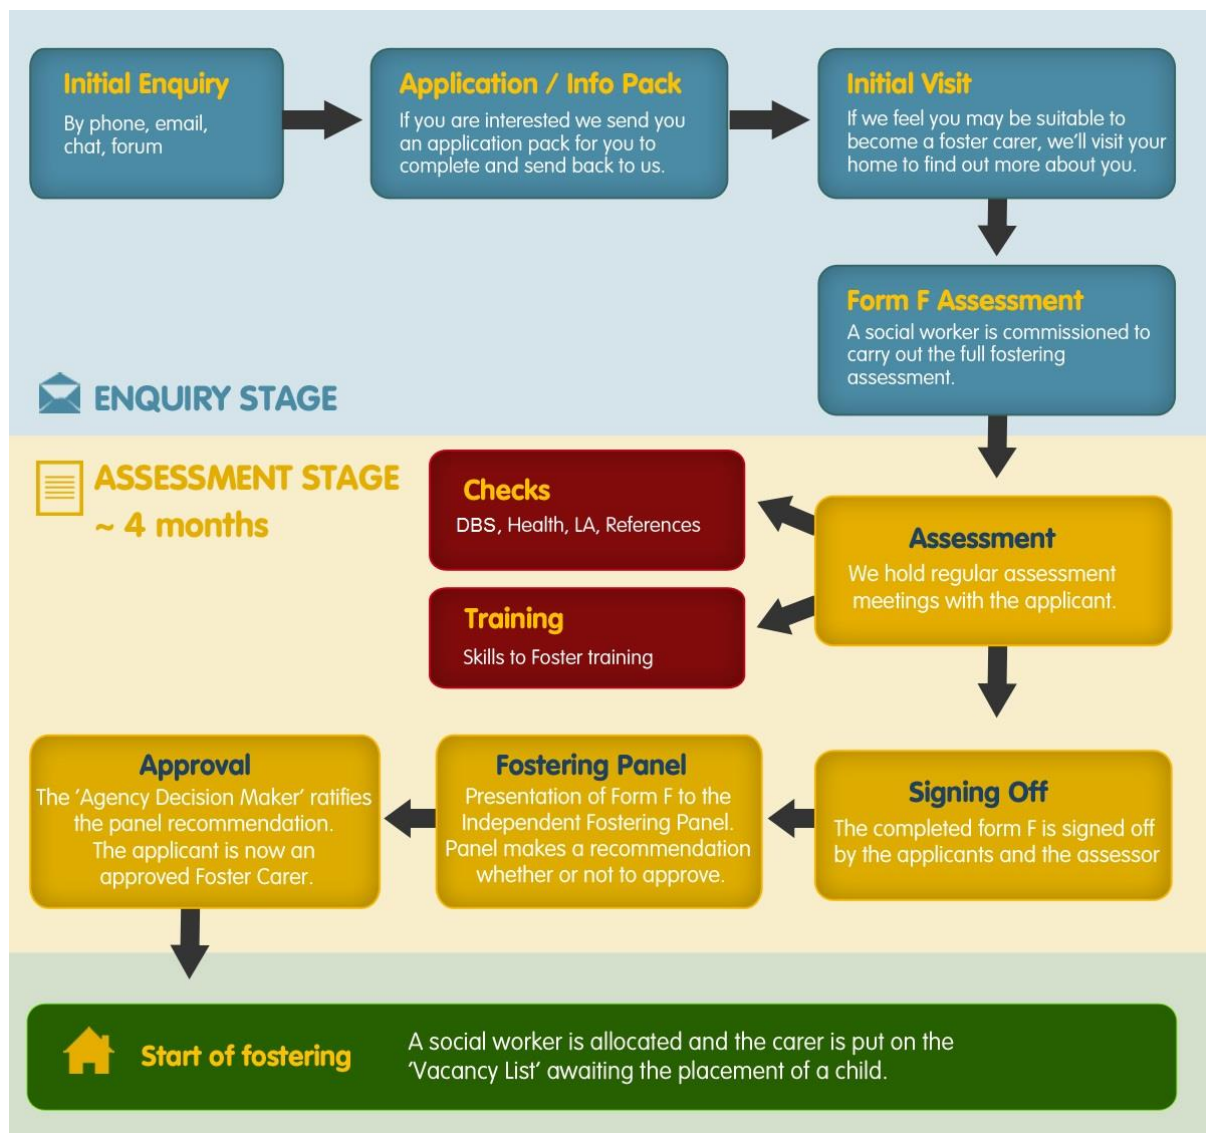 Initial Enquiry
By phone, email,
chat, forum
Application / Info Pack
If you are interested we send you
an application pack for you to
complete and send back to us.
Initial Visit
If we feel you may be suitable to
become a foster carer, we'll visit your
home to find out more about you.
Form F Assessment
A social worker is commissioned to
carry out the full fostering
assessment.
ENQUIRY STAGE
ASSESSMENT STAGE
~ 4 months
Checks
DBS, Health, LA, References
Training
Skills to Foster training
Assessment
We hold regular assessment
meetings with the applicant.
Signing Off
The completed form F is signed off
by the applicants and the assessor
Fostering Panel
Presentation of Form F to the
Independent Fostering Panel.
Panel makes a recommendation
whether or not to approve.
Approval
The 'Agency Decision Maker' ratifies
the panel recommendation.
The applicant is now an
approved Foster Carer.
Start of fostering
A social worker is allocated and the carer is put on the
'Vacancy List' awaiting the placement of a child.